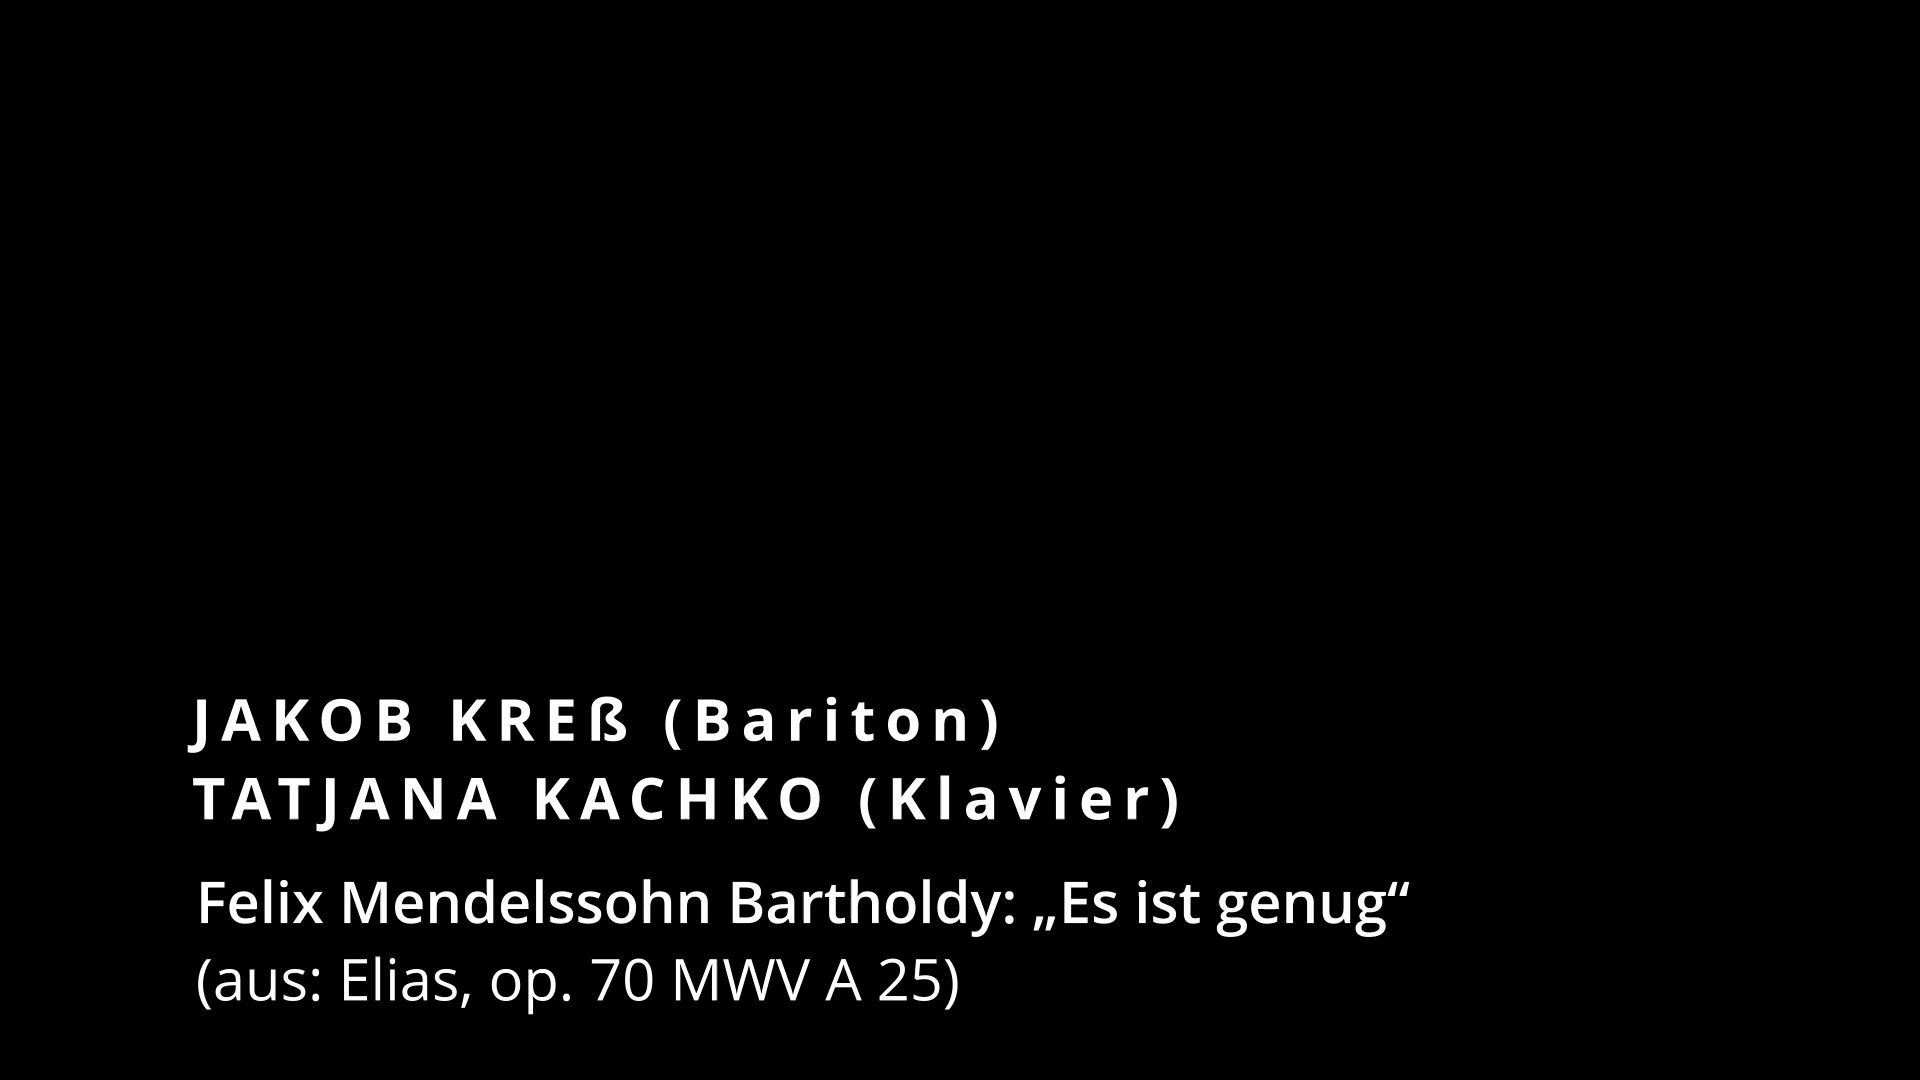 JAKOB KREß (Bariton)
TATJANA KACHKO (Klavier)
Felix Mendelssohn Bartholdy: „Es ist genug“
(aus: Elias, op. 70 MWV A 25)